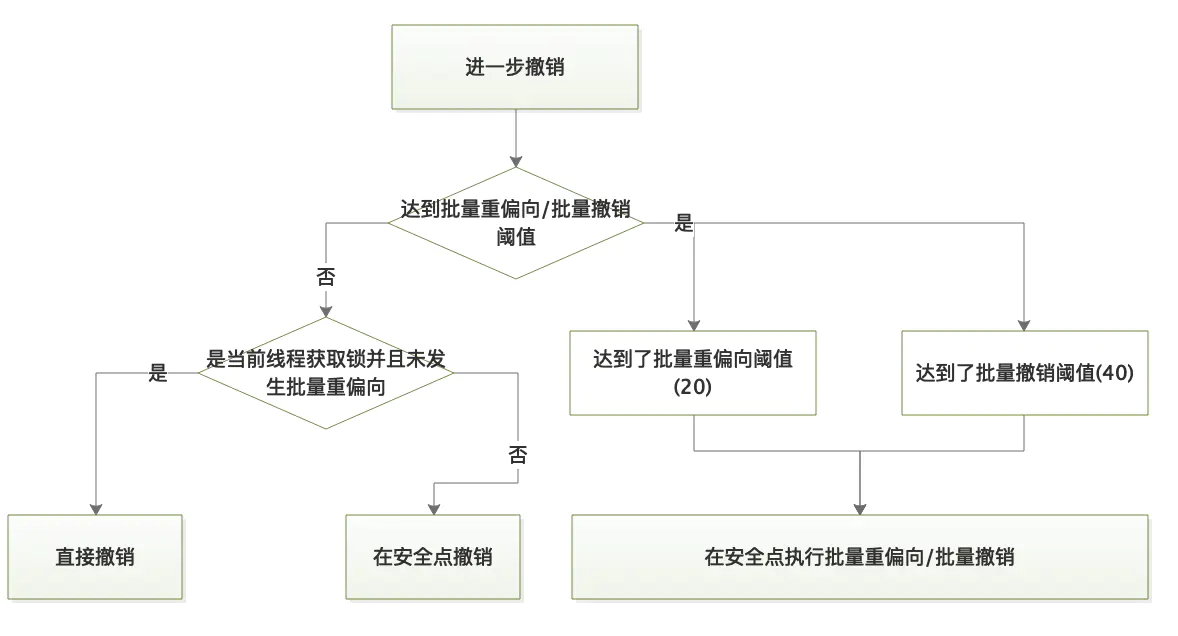 进一步撤销
达到批量重偏向/批量撤销
阈值
是
否
是当前线程获取锁并且未发
生批量重偏向
达到了批量重偏向阈值
(20)
达到了批量撤销阈值(40)
是
否
直接撤销
在安全点撤销
在安全点执行批量重偏向/批量撤销